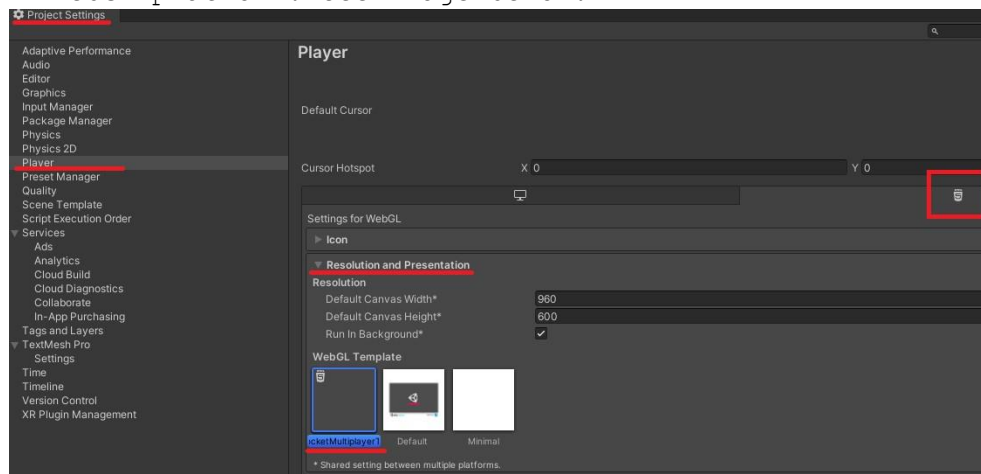 Project Settings
Adaptive Performance
Audio
Editor
Graphics
Input Manager
Package Manager
Physics
Physics 2D
Player
Preset Manager
Quality
Scene Template
Script Execution Order
Services
Ads
Analytics
Cloud Build
Cloud Diagnostics
Collaborate
In-App Purchasing
Tags and Layers
TextMesh Pro
Settings
Time
Timeline
Version Control
XR Plugin Management
Player
Default Cursor
Cursor Hotspot X 0 Y 0
Settings for WebGL
Icon
Resolution and Presentation
Resolution
Default Canvas Width* 960
Default Canvas Height* 600
Run In Background*
WebGL Template
icketMultiplayer1 Default Minimal
* Shared setting between multiple platforms.